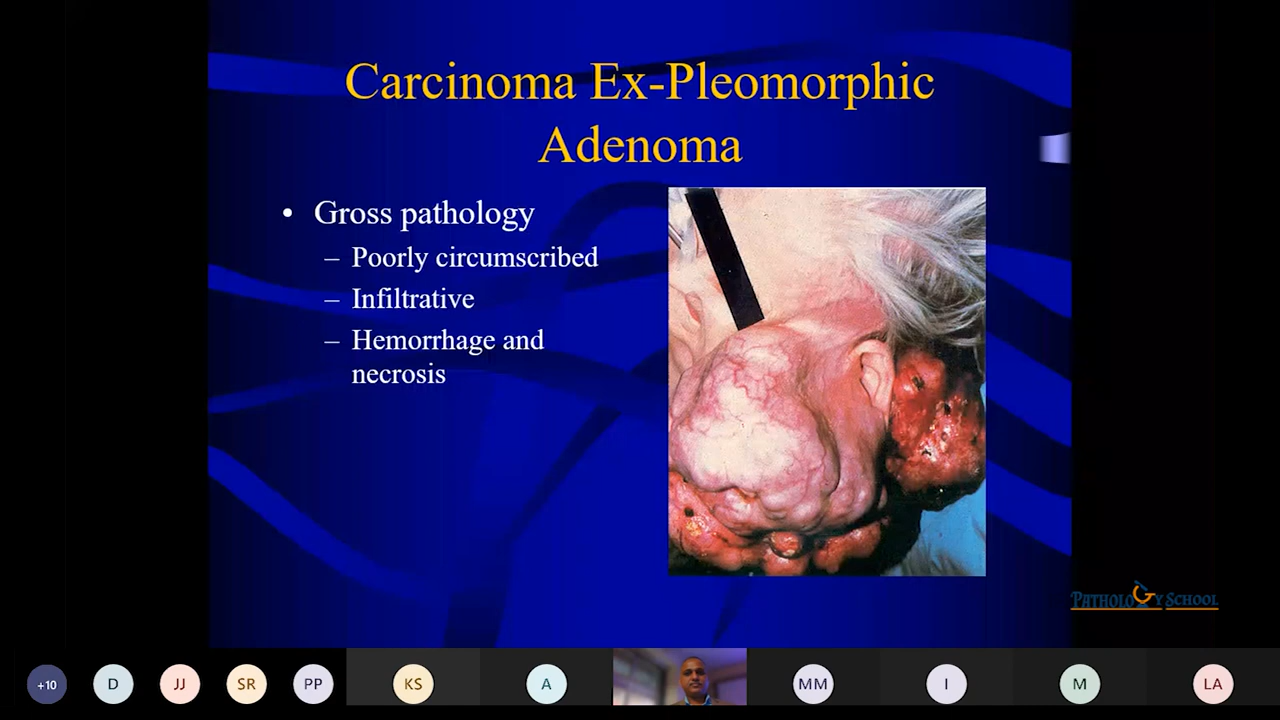 Carcinoma Ex-Pleomorphic
Adenoma
• Gross pathology
– Poorly circumscribed
– Infiltrative
– Hemorrhage and
necrosis
PATHOLOGY SCHOOL
+10
D
JJ
SR
PP
KS
A
MM
I
M
LA